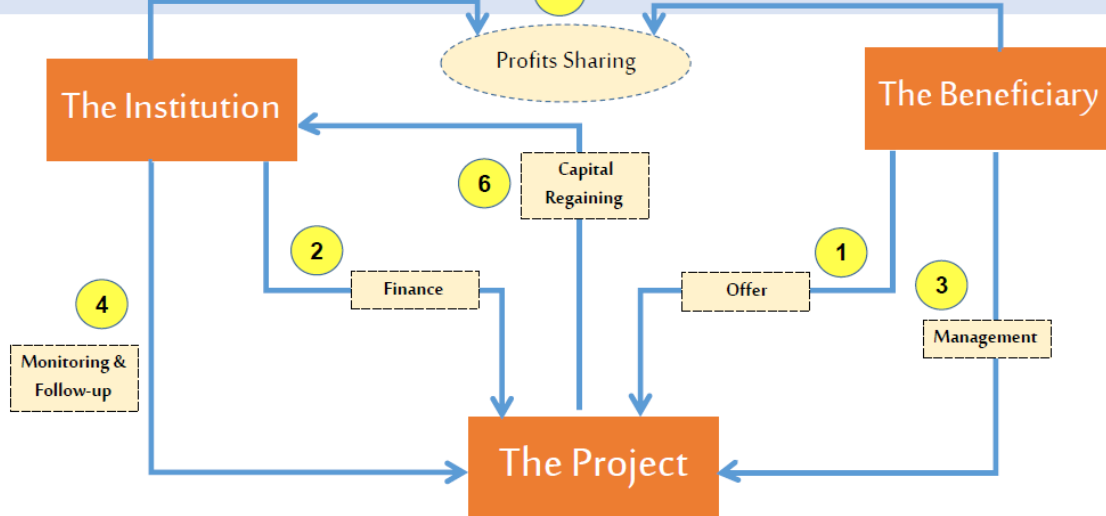 Profits Sharing
The Institution
The Beneficiary
6
Capital
Regaining
2
1
Finance
Offer
4
3
Monitoring &
Follow-up
Management
The Project